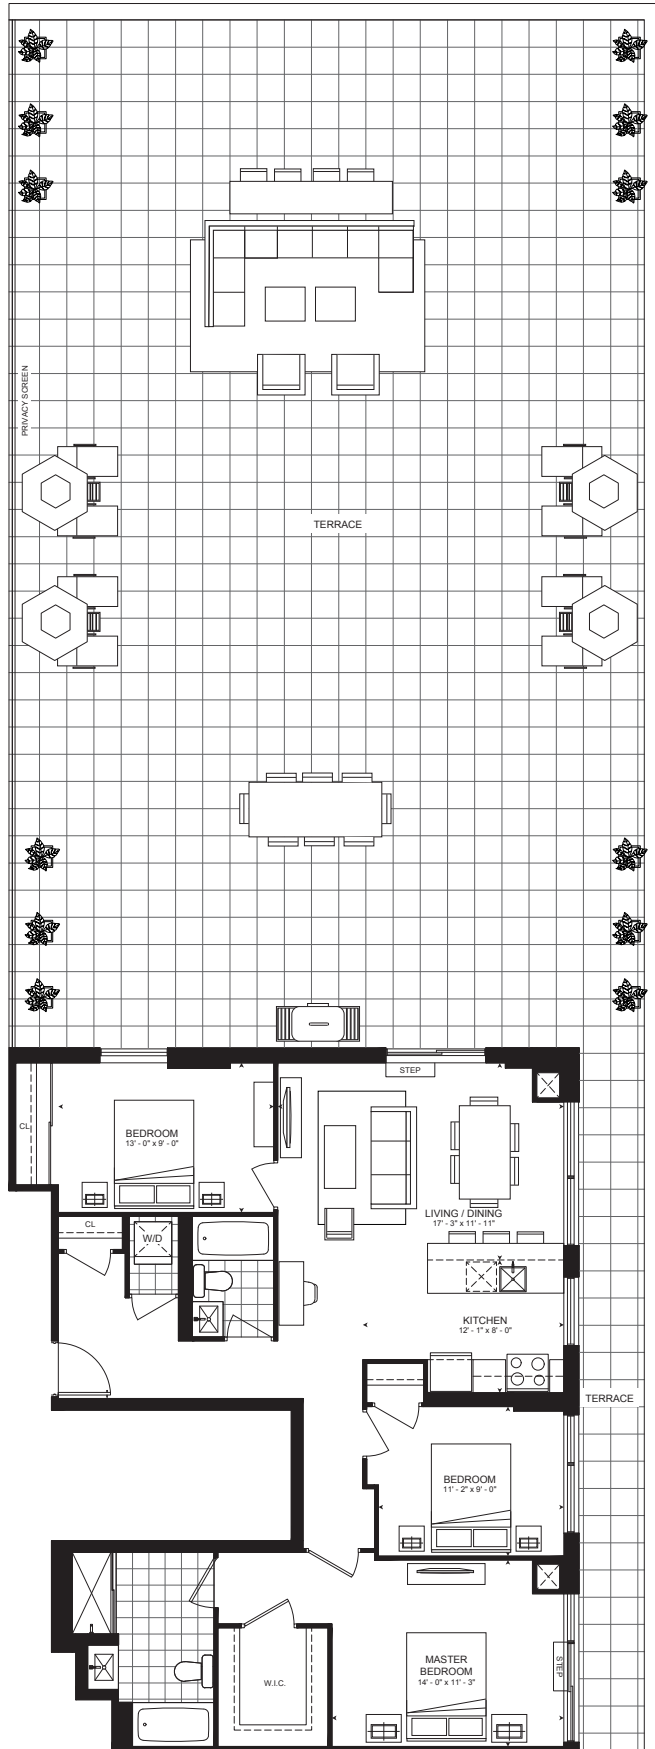 PRIVACY SCREEN
TERRACE
STEP
CL
BEDROOM
13' - 0" x 9' - 0"
LIVING / DINING
17' - 3" x 11' - 11"
CL
W/D
KITCHEN
12' - 1" x 8' - 0"
TERRACE
BEDROOM
11' - 2" x 9' - 0"
MASTER
BEDROOM
14' - 0" x 11' - 3"
STEP
W.I.C.